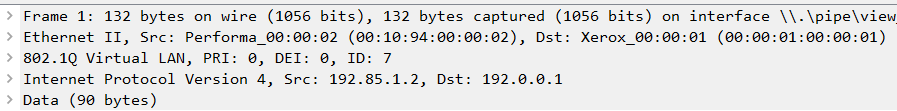 Frame 1: 132 bytes on wire (1056 bits), 132 bytes captured (1056 bits) on interface \\.\pipe\view_
Ethernet II, Src: Performa_00:00:02 (00:10:94:00:00:02), Dst: Xerox_00:00:01 (00:00:01:00:00:01)
802.1Q Virtual LAN, PRI: 0, DEI: 0, ID: 7
Internet Protocol Version 4, Src: 192.85.1.2, Dst: 192.0.0.1
Data (90 bytes)